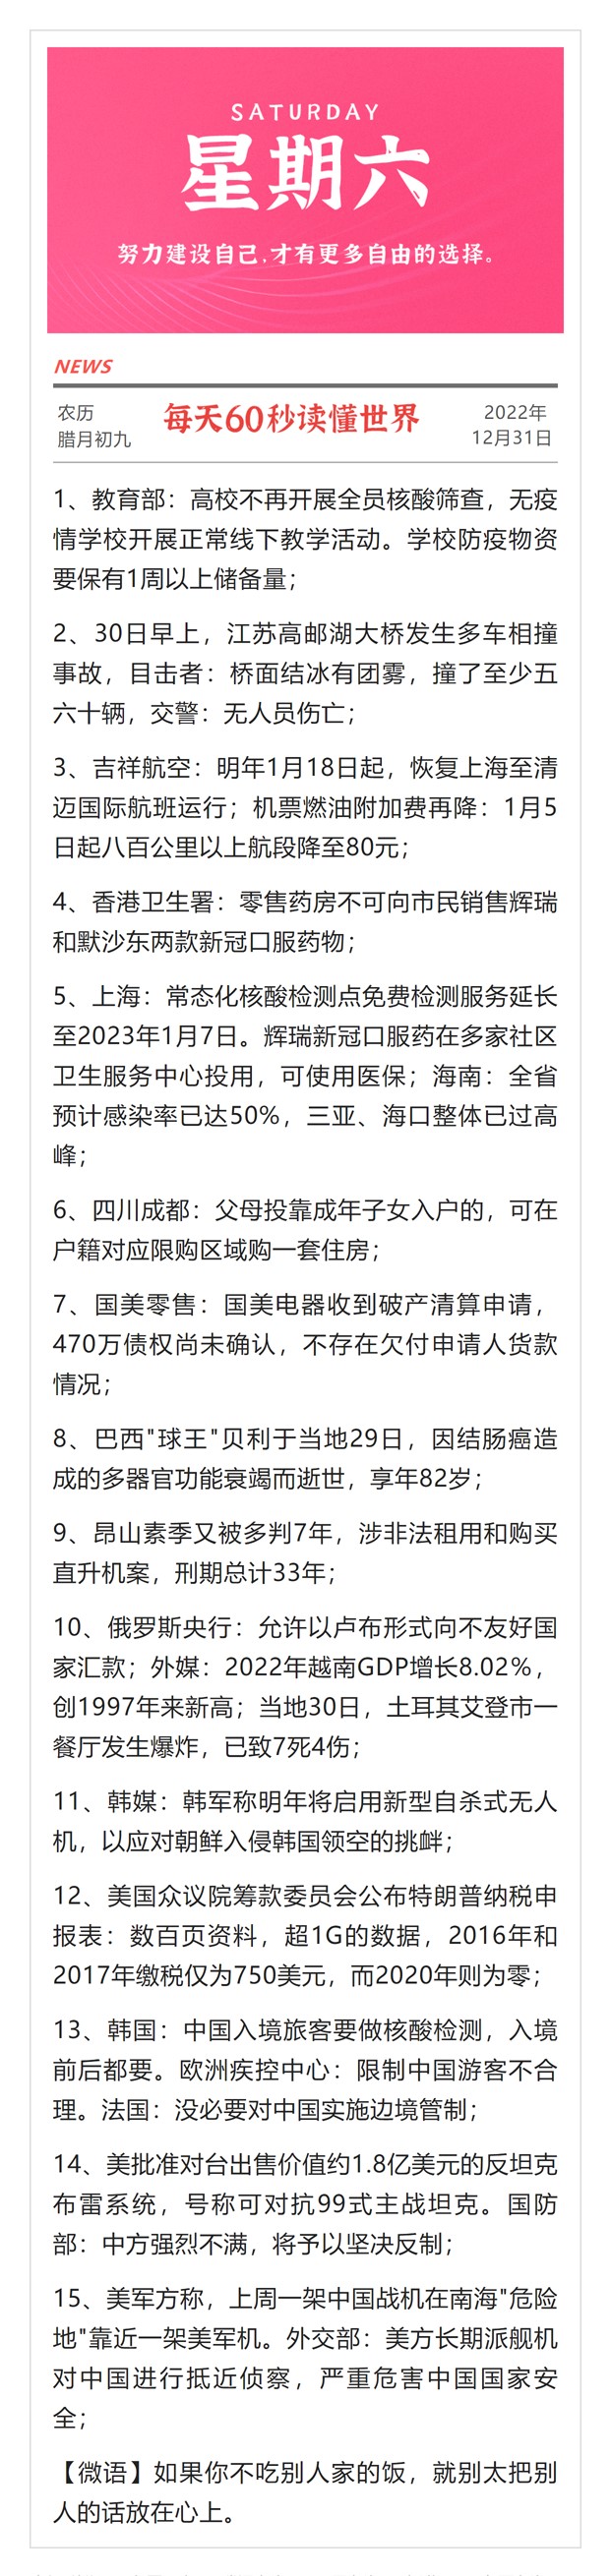 SATURDAY
星期六
努力建设自己,才有更多自由的选择。
NEWS
农历
腊月初九
每天60秒读懂世界
2022年
12月31日
1、教育部：高校不再开展全员核酸筛查，无疫
情学校开展正常线下教学活动。学校防疫物资
要保有1周以上储备量；
2、30日早上，江苏高邮湖大桥发生多车相撞
事故，目击者：桥面结冰有团雾，撞了至少五
六十辆，交警：无人员伤亡；
3、吉祥航空：明年1月18日起，恢复上海至清
迈国际航班运行；机票燃油附加费再降：1月5
日起八百公里以上航段降至80元；
4、香港卫生署：零售药房不可向市民销售辉瑞
和默沙东两款新冠口服药物；
5、上海：常态化核酸检测点免费检测服务延长
至2023年1月7日。辉瑞新冠口服药在多家社区
卫生服务中心投用，可使用医保；海南：全省
预计感染率已达50%，三亚、海口整体已过高
峰；
6、四川成都：父母投靠成年子女入户的，可在
户籍对应限购区域购一套住房；
7、国美零售：国美电器收到破产清算申请，
470万债权尚未确认，不存在欠付申请人货款
情况；
8、巴西"球王"贝利于当地29日，因结肠癌造
成的多器官功能衰竭而逝世，享年82岁；
9、昂山素季又被多判7年，涉非法租用和购买
直升机案，刑期总计33年；
10、俄罗斯央行：允许以卢布形式向不友好国
家汇款；外媒：2022年越南GDP增长8.02%，
创1997年来新高；当地30日，土耳其艾登市一
餐厅发生爆炸，已致7死4伤；
11、韩媒：韩军称明年将启用新型自杀式无人
机，以应对朝鲜入侵韩国领空的挑衅；
12、美国众议院筹款委员会公布特朗普纳税申
报表：数百页资料，超1G的数据，2016年和
2017年缴税仅为750美元，而2020年则为零；
13、韩国：中国入境旅客要做核酸检测，入境
前后都要。欧洲疾控中心：限制中国游客不合
理。法国：没必要对中国实施边境管制；
14、美批准对台出售价值约1.8亿美元的反坦克
布雷系统，号称可对抗99式主战坦克。国防
部：中方强烈不满，将予以坚决反制；
15、美军方称，上周一架中国战机在南海"危险
地"靠近一架美军机。外交部：美方长期派舰机
对中国进行抵近侦察，严重危害中国国家安
全；
【微语】如果你不吃别人家的饭，就别太把别
人的话放在心上。